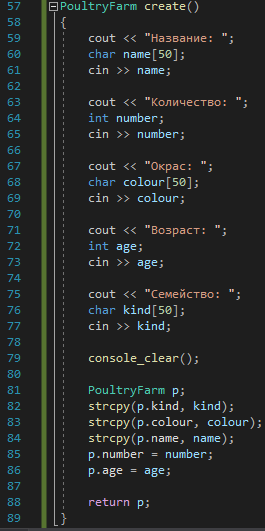 57 PoultryFarm create()
58 {
59 cout << "Название: ";
60 char name[50];
61 cin >> name;
62
63 cout << "Количество: ";
64 int number;
65 cin >> number;
66
67 cout << "Окрас: ";
68 char colour[50];
69 cin >> colour;
70
71 cout << "Возраст: ";
72 int age;
73 cin >> age;
74
75 cout << "Семейство: ";
76 char kind[50];
77 cin >> kind;
78
79 console_clear();
80
81 PoultryFarm p;
82 strcpy(p.kind, kind);
83 strcpy(p.colour, colour);
84 strcpy(p.name, name);
85 p.number = number;
86 p.age = age;
87
88 return p;
89 }